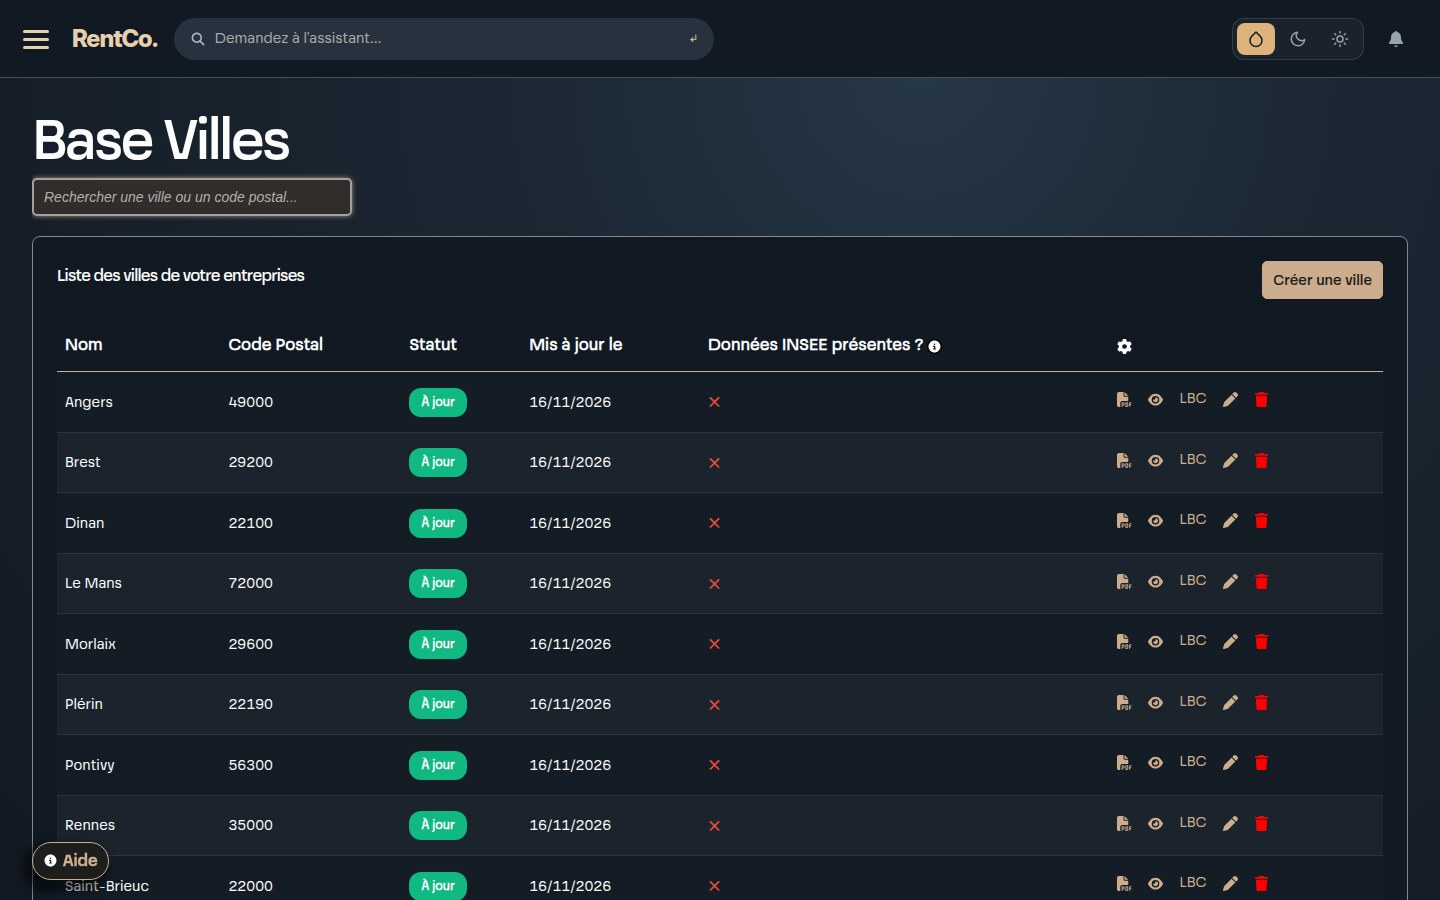 RentCo.
Demandez à l'assistant...
Base Villes
Rechercher une ville ou un code postal...
Liste des villes de votre entreprises
Créer une ville
Nom Code Postal Statut Mis à jour le Données INSEE présentes ?
Angers 49000 À jour 16/11/2026 LBC
Brest 29200 À jour 16/11/2026 LBC
Dinan 22100 À jour 16/11/2026 LBC
Le Mans 72000 À jour 16/11/2026 LBC
Morlaix 29600 À jour 16/11/2026 LBC
Plérin 22190 À jour 16/11/2026 LBC
Pontivy 56300 À jour 16/11/2026 LBC
Rennes 35000 À jour 16/11/2026 LBC
Aide
Saint-Brieuc 22000 À jour 16/11/2026 LBC